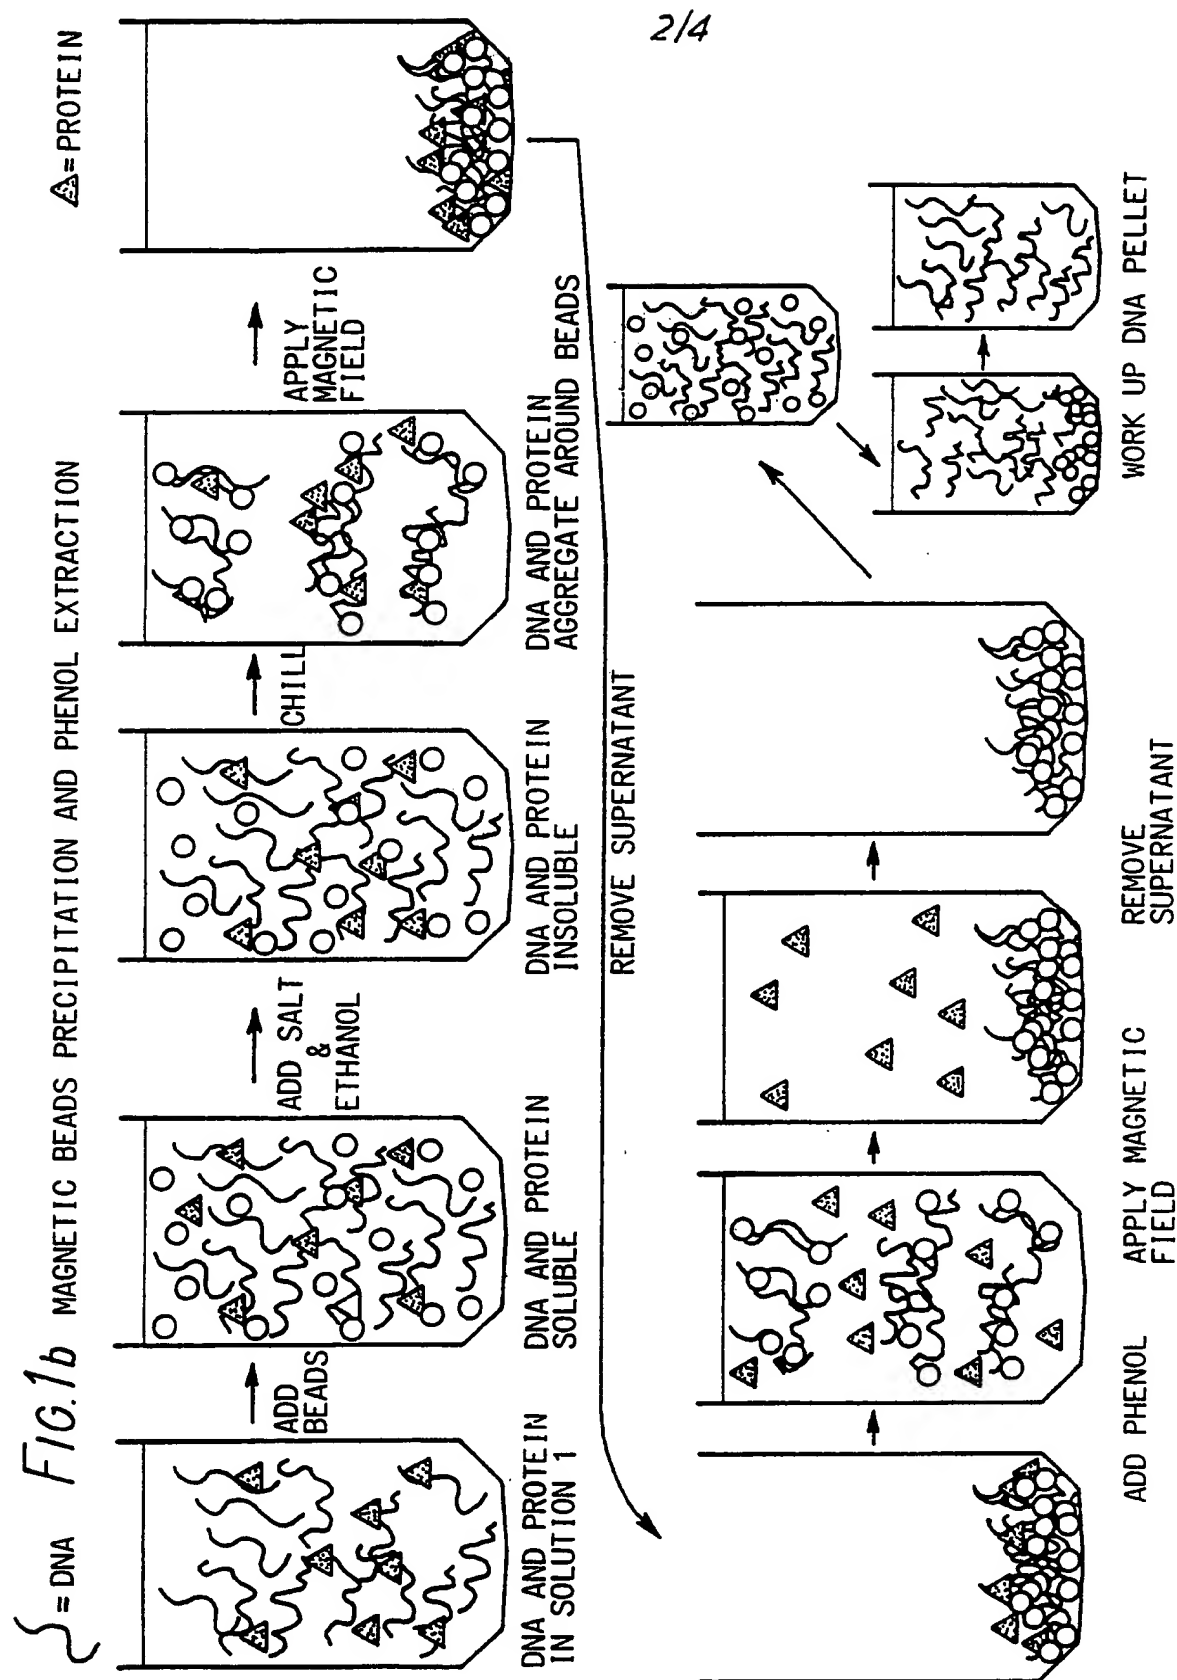 2/4
=DNA FIG.1b MAGNETIC BEADS PRECIPITATION AND PHENOL EXTRACTION
=PROTEIN
ADD
BEADS
ADD SALT
&
ETHANOL
CHILL
APPLY
MAGNETIC
FIELD
DNA AND PROTEIN
IN SOLUTION 1
DNA AND PROTEIN
SOLUBLE
DNA AND PROTEIN
INSOLUBLE
DNA AND PROTEIN
AGGREGATE AROUND BEADS
REMOVE SUPERNATANT
ADD PHENOL
APPLY MAGNETIC
FIELD
REMOVE
SUPERNATANT
WORK UP DNA PELLET